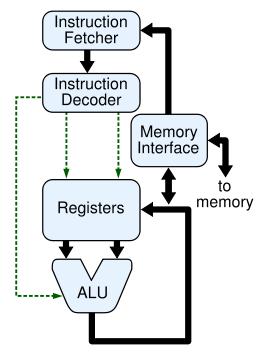 Instruction
Fetcher
Instruction
Decoder
Memory
Interface
to
memory
Registers
ALU